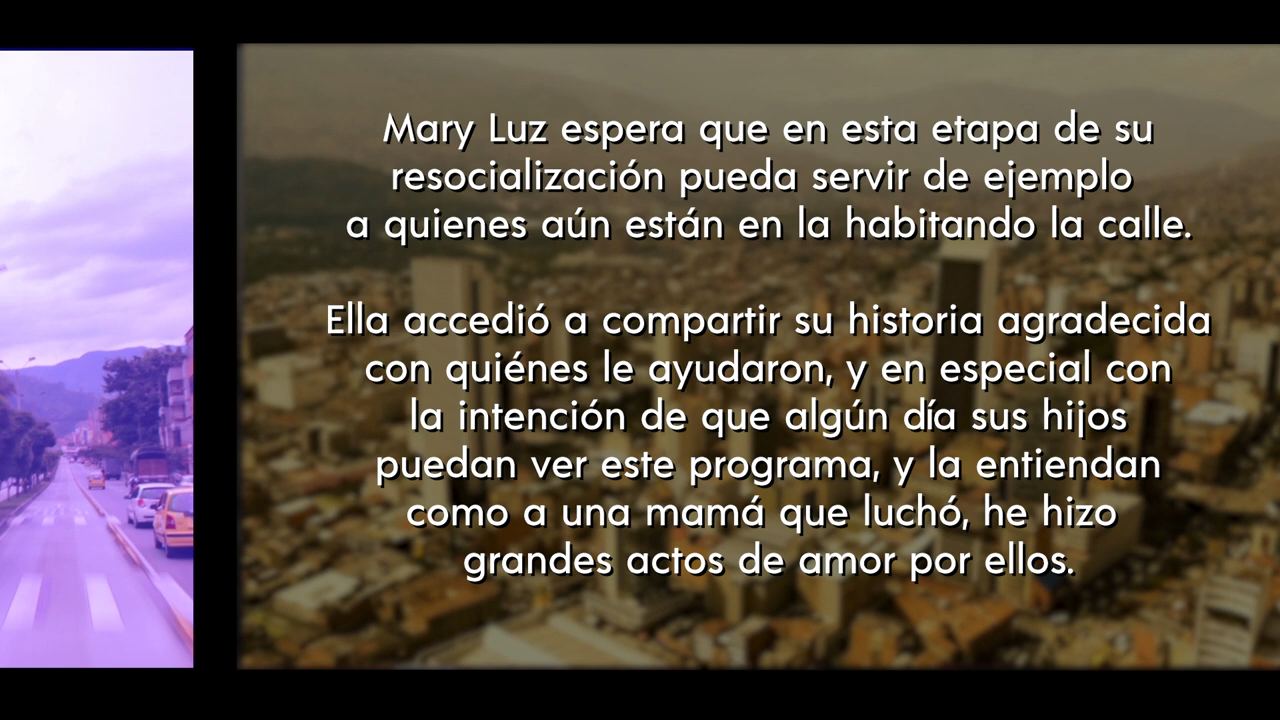 Mary Luz espera que en esta etapa de su
resocialización pueda servir de ejemplo
a quienes aún están en la habitando la calle.
Ella accedió a compartir su historia agradecida
con quiénes le ayudaron, y en especial con
la intención de que algún día sus hijos
puedan ver este programa, y la entiendan
como a una mamá que luchó, he hizo
grandes actos de amor por ellos.